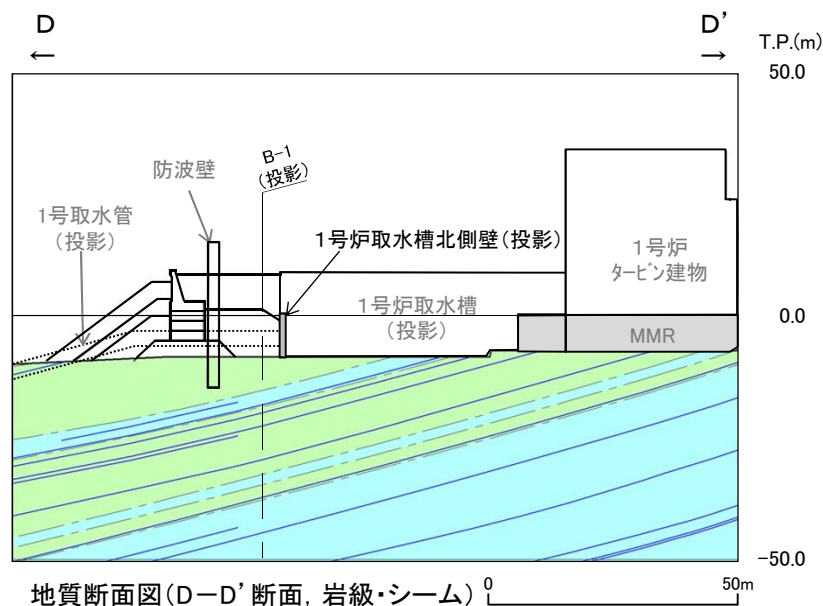 D
←
D'
→
T.P.(m)
50.0
B-1
(投影)
防波壁
1号取水管
(投影)
1号炉取水槽北側壁(投影)
1号炉
タービン建物
1号炉取水槽
(投影)
0.0
MMR
-50.0
地質断面図(D-D'断面, 岩級・シーム)
0
50m